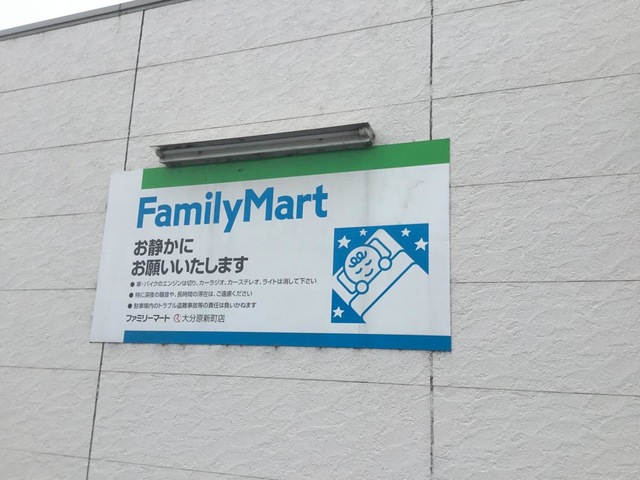 FamilyMart
お静かに
お願いいたします
● 車・バイクのエンジンは切り、カーラジオ、カーステレオ、ライトは消して下さい
● 特に深夜の騒音や、長時間の滞在は、ご遠慮ください
● 駐車場内のトラブル盗難事故等の責任は負いかねます
ファミリーマート 大分原新町店